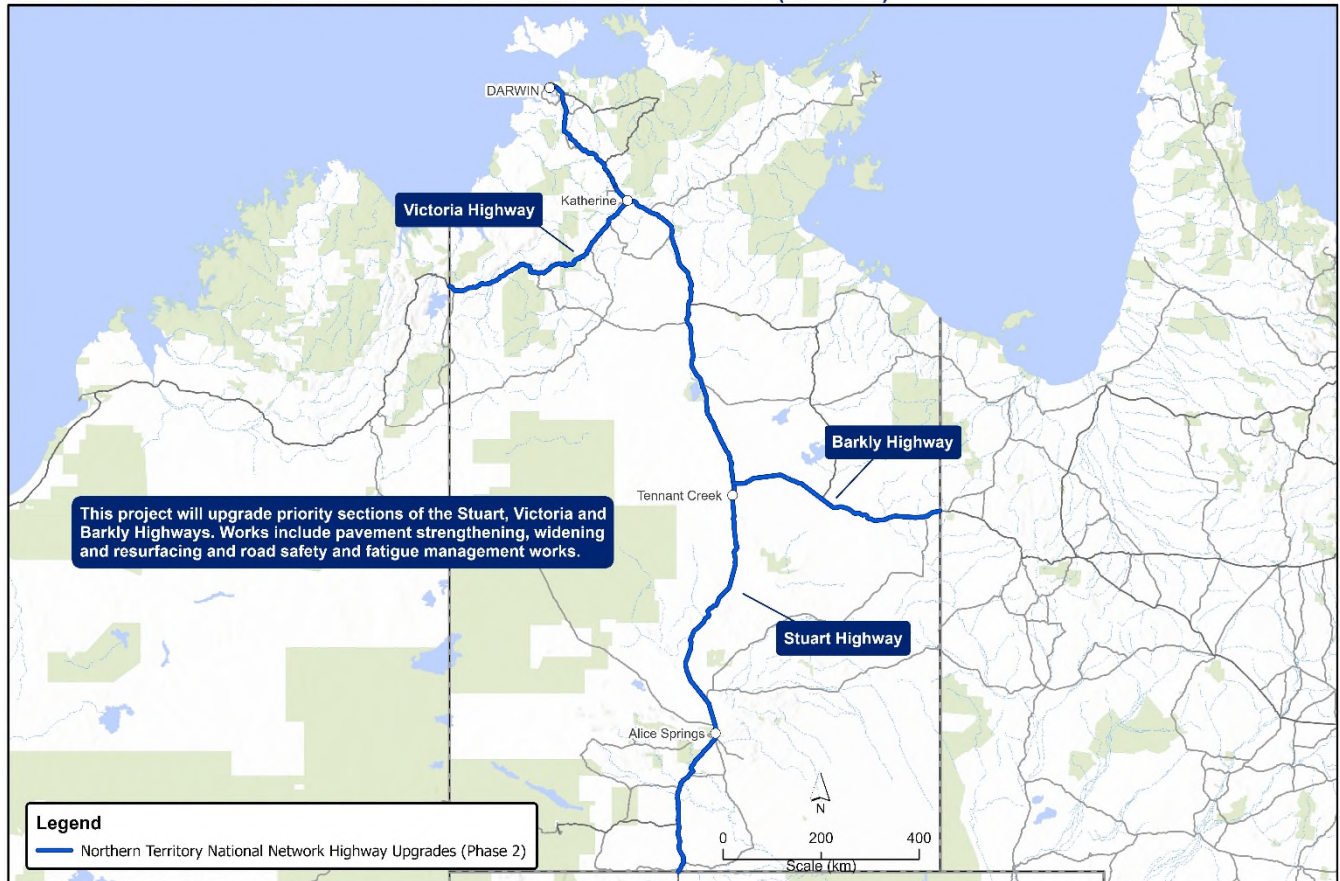 DARWIN
Katherine
Victoria Highway
Barkly Highway
Tennant Creek
This project will upgrade priority sections of the Stuart, Victoria and
Barkly Highways. Works include pavement strengthening, widening
and resurfacing and road safety and fatigue management works.
Stuart Highway
Alice Springs
N
0 200 400
Scale (km)
Legend
Northern Territory National Network Highway Upgrades (Phase 2)